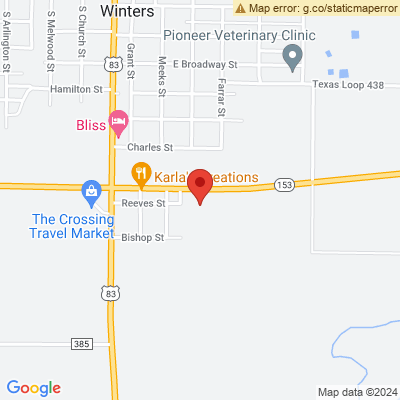 Winters
Map error: g.co/staticmaperror
S Arlington St
S Melwood St
S Church St
Grant St
Meeks St
83
Pioneer Veterinary Clinic
E Broadway St
Farrar St
Texas Loop 438
Hamilton St
Bliss
Charles St
Karla's Creations
153
Reeves St
The Crossing
Travel Market
Bishop St
83
385
Google
Map data ©2024